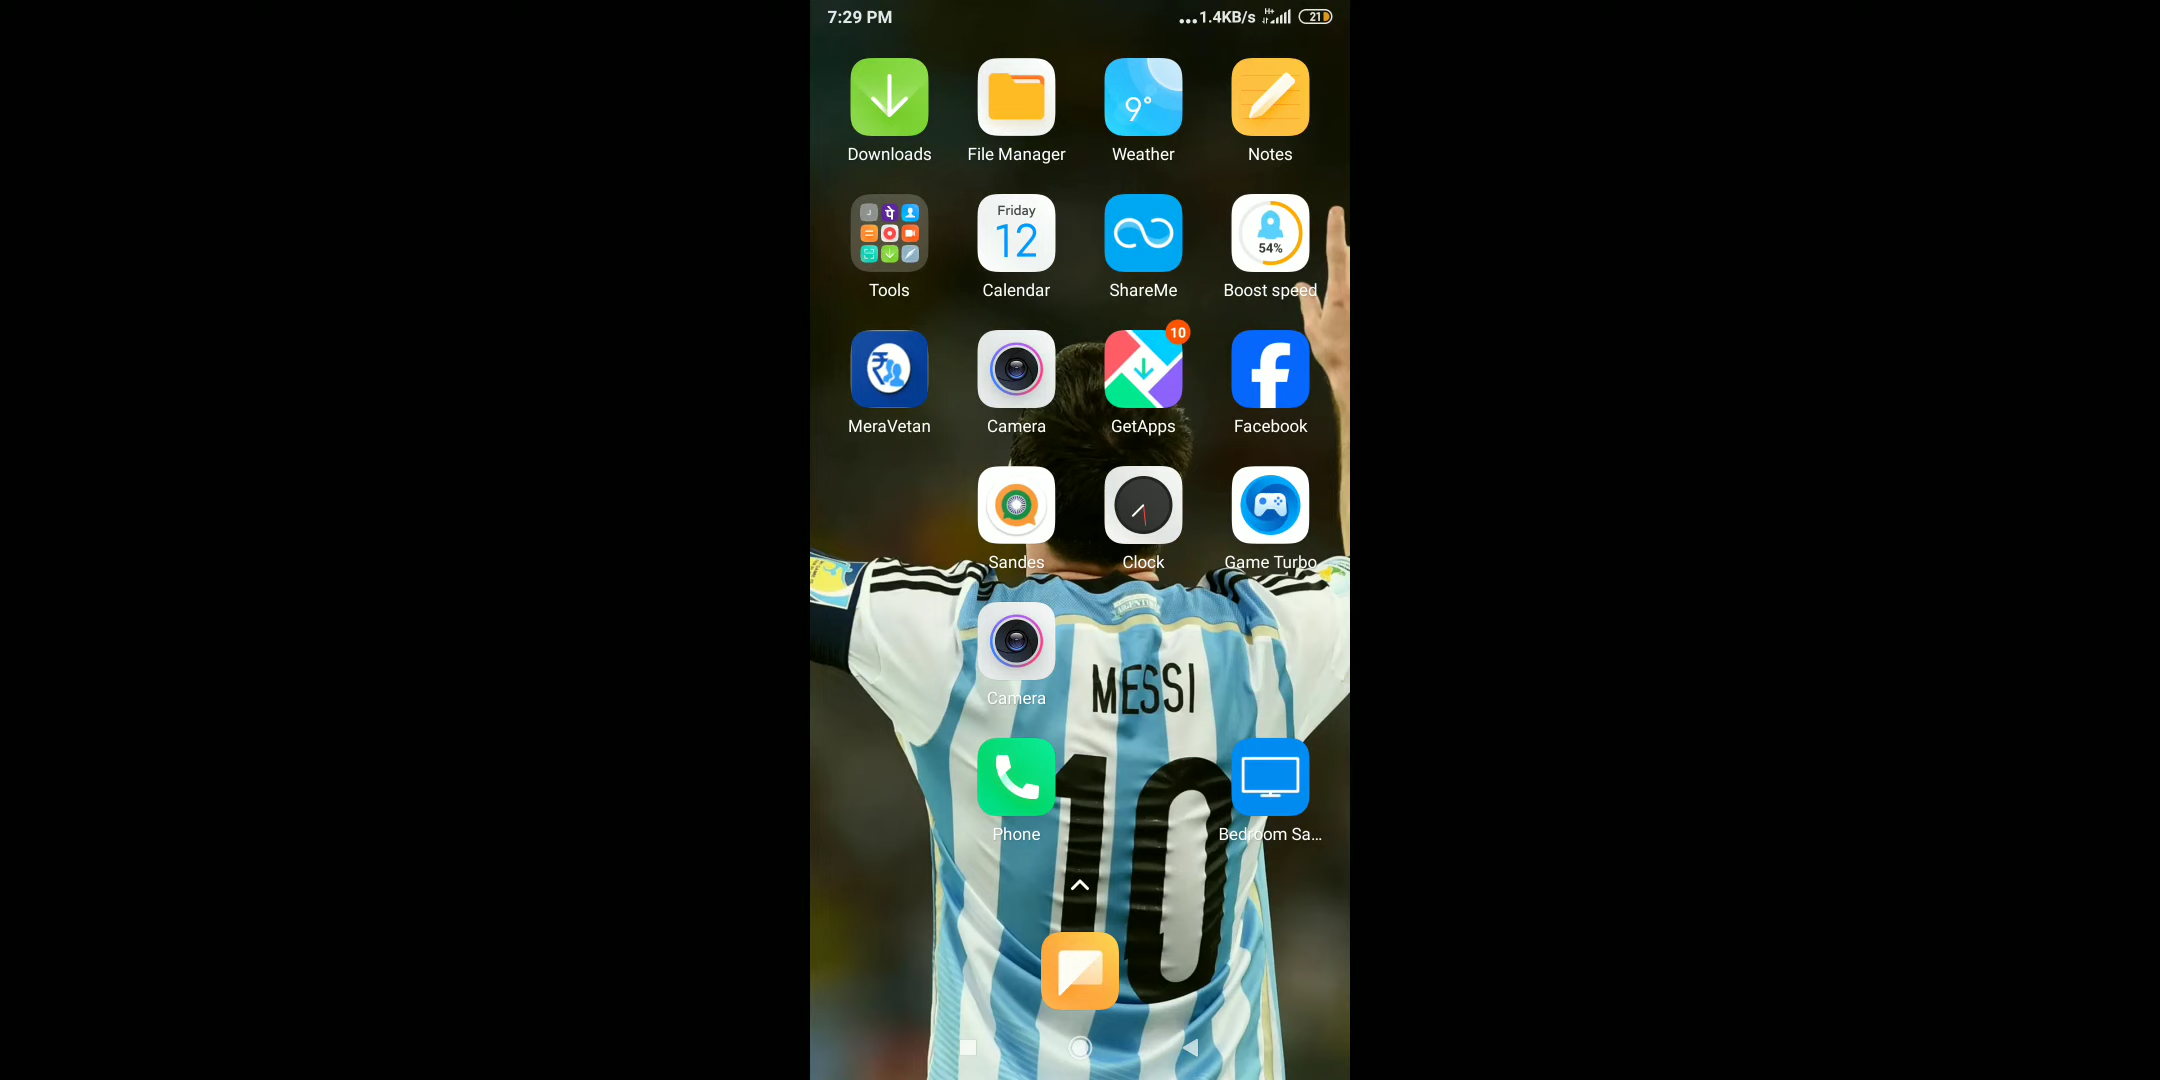 7:29 PM
...1.4KB/s H+ 21
9°
Downloads File Manager Weather Notes
पे Friday
12 54%
Tools Calendar ShareMe Boost speed
10
MeraVetan Camera GetApps Facebook
Sandes Clock Game Turbo
Camera
MESSI
10
Phone Bedroom Sa...